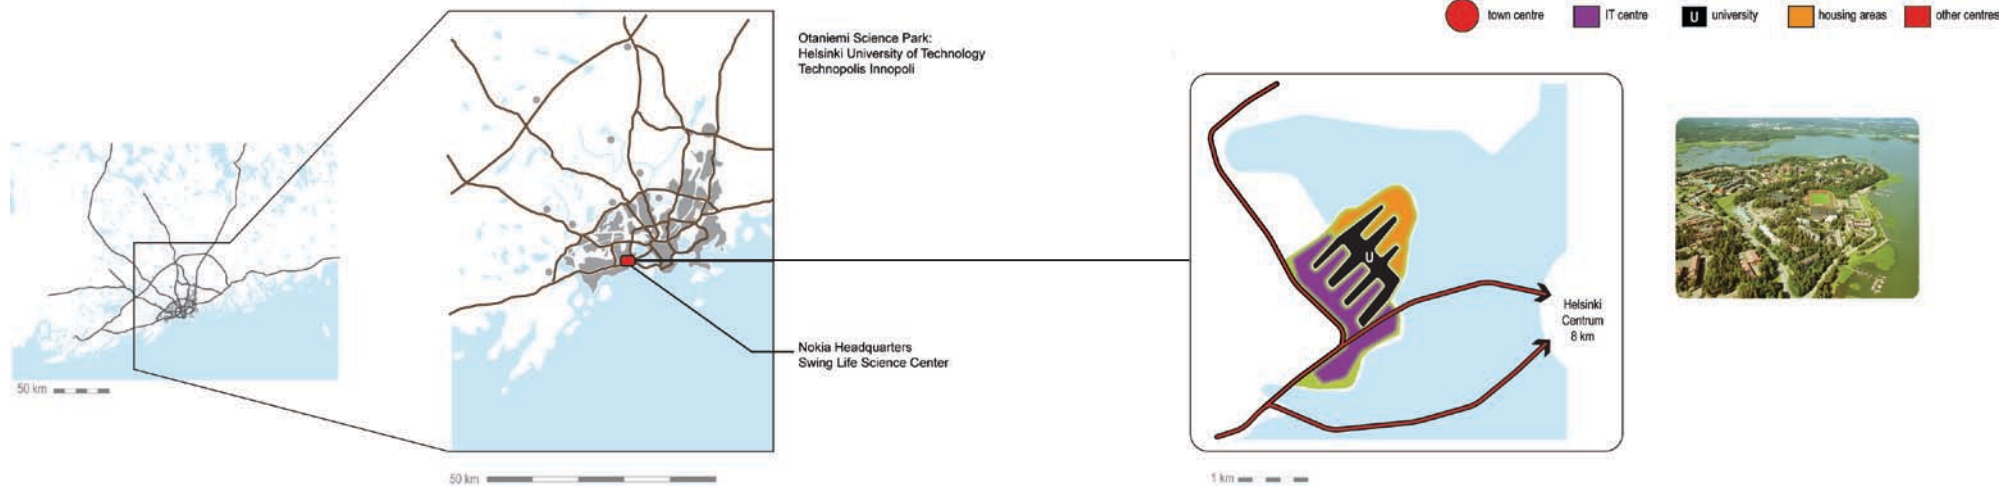 town centre
IT centre
U
university
housing areas
other centres
Otaniemi Science Park:
Helsinki University of Technology
Technopolis Innopoli
U
Helsinki
Centrum
8 km
Nokia Headquarters
Swing Life Science Center
50 km
50 km
1 km